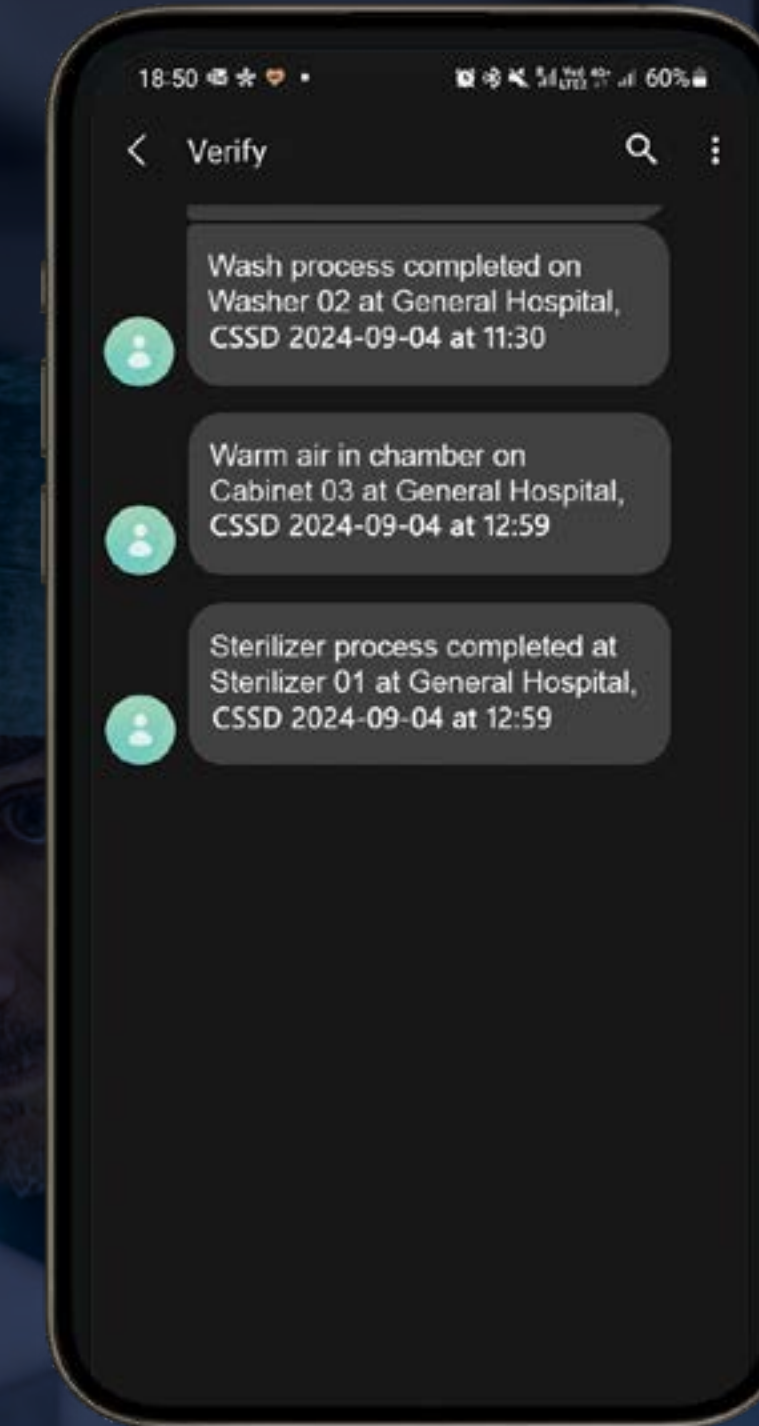 18:50
60%
Verify
Wash process completed on
Washer 02 at General Hospital,
CSSD 2024-09-04 at 11:30
Warm air in chamber on
Cabinet 03 at General Hospital,
CSSD 2024-09-04 at 12:59
Sterilizer process completed at
Sterilizer 01 at General Hospital,
CSSD 2024-09-04 at 12:59